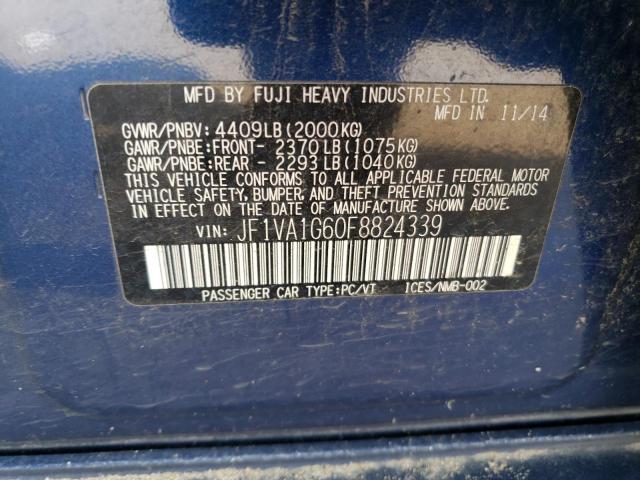 MFD BY FUJI HEAVY INDUSTRIES LTD.
MFD IN 11/14
GVWR/PNBV: 4409LB(2000KG)
GAWR/PNBE:FRONT- 2370LB(1075KG)
GAWR/PNBE:REAR - 2293LB(1040KG)
THIS VEHICLE CONFORMS TO ALL APPLICABLE FEDERAL MOTOR
VEHICLE SAFETY, BUMPER, AND THEFT PREVENTION STANDARDS
IN EFFECT ON THE DATE OF MANUFACTURE SHOWN ABOVE.
VIN: JF1VA1G60F8824339
PASSENGER CAR TYPE:PC/VT ICES/NMB-002